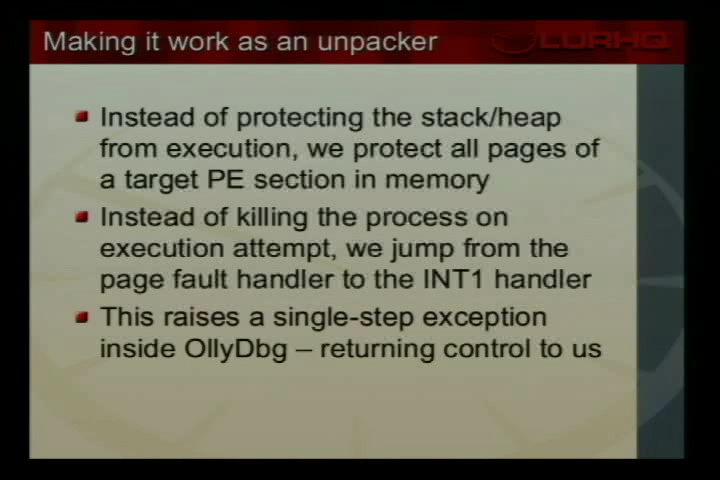 Making it work as an unpacker
LURHQ
Instead of protecting the stack/heap
from execution, we protect all pages of
a target PE section in memory
Instead of killing the process on
execution attempt, we jump from the
page fault handler to the INT1 handler
This raises a single-step exception
inside OllyDbg – returning control to us